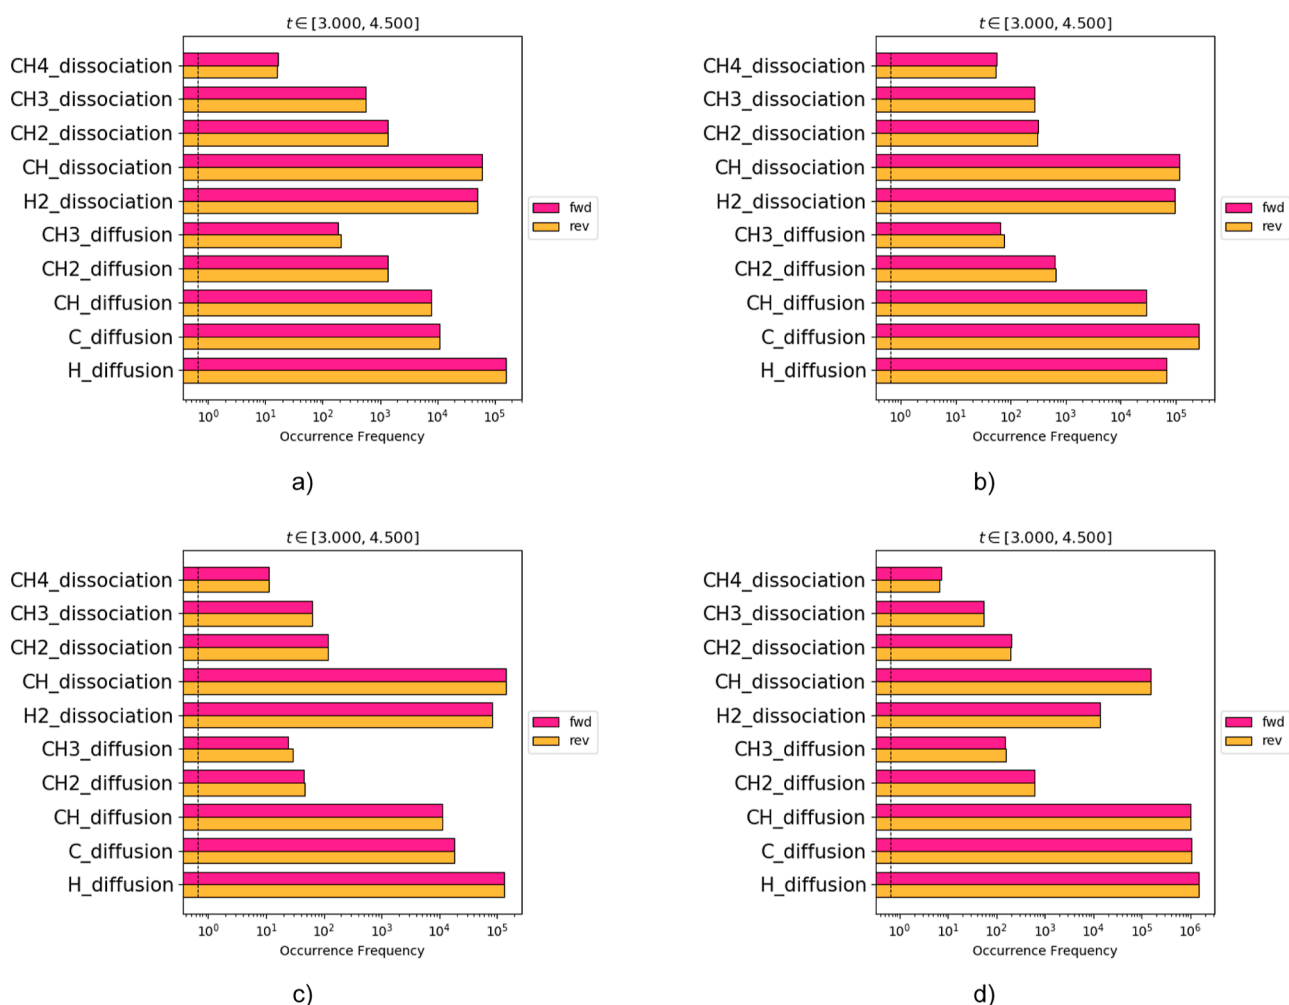 t ∈ [3.000, 4.500]
CH4_dissociation
CH3_dissociation
CH2_dissociation
CH_dissociation
H2_dissociation
CH3_diffusion
CH2_diffusion
CH_diffusion
C_diffusion
H_diffusion
fwd
rev
10⁰ 10¹ 10² 10³ 10⁴ 10⁵
Occurrence Frequency
a)
t ∈ [3.000, 4.500]
CH4_dissociation
CH3_dissociation
CH2_dissociation
CH_dissociation
H2_dissociation
CH3_diffusion
CH2_diffusion
CH_diffusion
C_diffusion
H_diffusion
fwd
rev
10⁰ 10¹ 10² 10³ 10⁴ 10⁵
Occurrence Frequency
b)
t ∈ [3.000, 4.500]
CH4_dissociation
CH3_dissociation
CH2_dissociation
CH_dissociation
H2_dissociation
CH3_diffusion
CH2_diffusion
CH_diffusion
C_diffusion
H_diffusion
fwd
rev
10⁰ 10¹ 10² 10³ 10⁴ 10⁵
Occurrence Frequency
c)
t ∈ [3.000, 4.500]
CH4_dissociation
CH3_dissociation
CH2_dissociation
CH_dissociation
H2_dissociation
CH3_diffusion
CH2_diffusion
CH_diffusion
C_diffusion
H_diffusion
fwd
rev
10⁰ 10¹ 10² 10³ 10⁴ 10⁵ 10⁶
Occurrence Frequency
d)